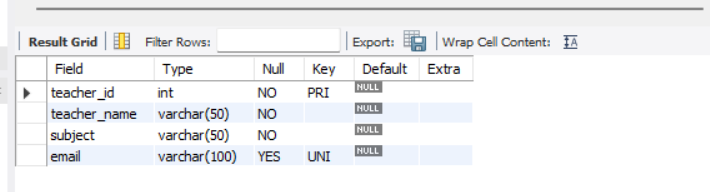 Result Grid Filter Rows: Export: Wrap Cell Content: IA
Field Type Null Key Default Extra
teacher_id int NO PRI NULL
teacher_name varchar(50) NO NULL
subject varchar(50) NO NULL
email varchar(100) YES UNI NULL